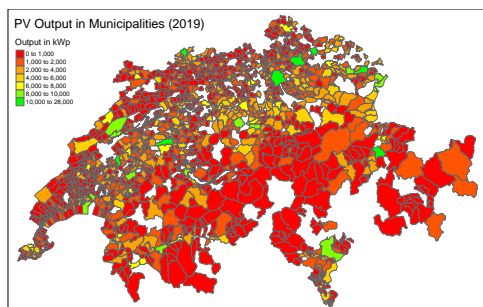 PV Output in Municipalities (2019)
Output in kWp
0 to 1,000
1,000 to 2,000
2,000 to 4,000
4,000 to 6,000
6,000 to 8,000
8,000 to 10,000
10,000 to 28,000